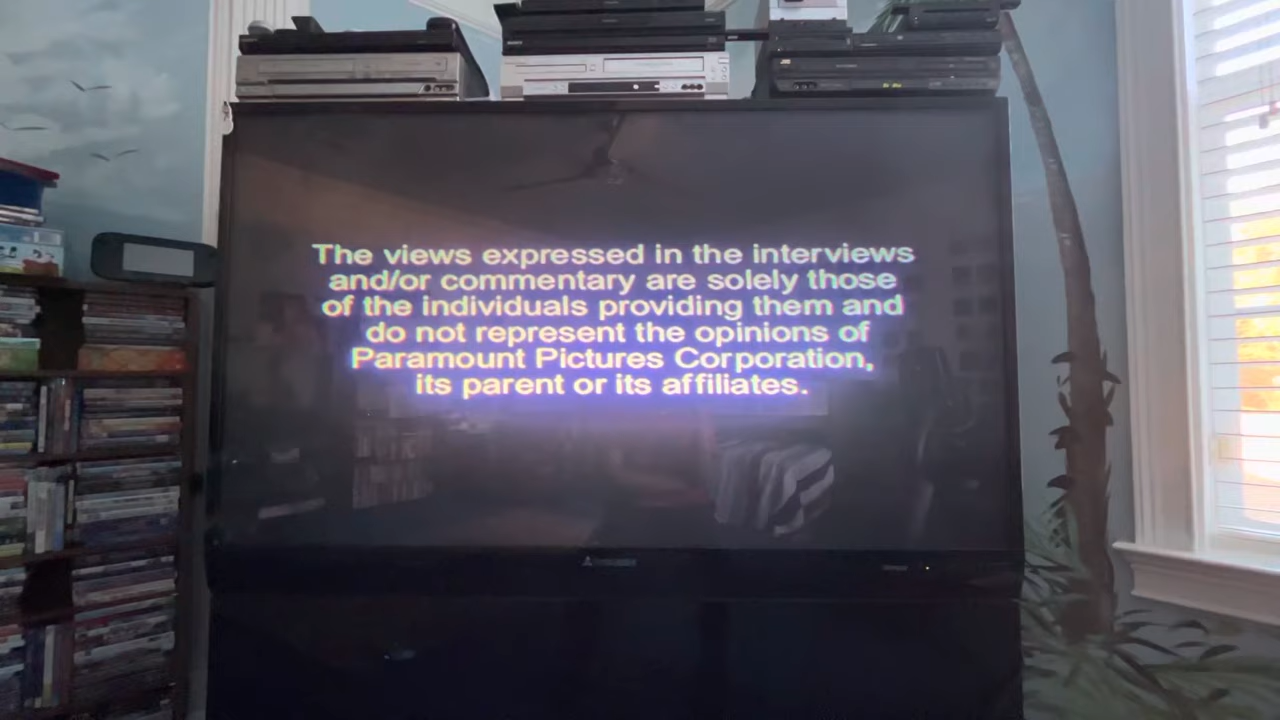 The views expressed in the interviews
and/or commentary are solely those
of the individuals providing them and
do not represent the opinions of
Paramount Pictures Corporation,
its parent or its affiliates.